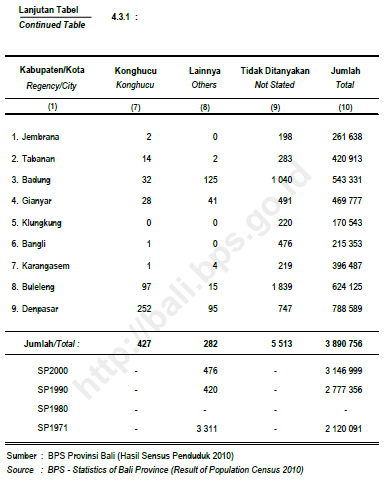 Lanjutan Tabel
Continued Table
4.3.1 :
Kabupaten/Kota Konghucu Lainnya Tidak Ditanyakan Jumlah
Regency/City Konghucu Others Not Stated Total
(1) (7) (8) (9) (10)
1. Jembrana 2 0 198 261 638
2. Tabanan 14 2 283 420 913
3. Badung 32 125 1 040 543 331
4. Gianyar 28 41 491 469 777
5. Klungkung 0 0 220 170 543
6. Bangli 1 0 476 215 353
7. Karangasem 1 4 219 396 487
8. Buleleng 97 15 1 839 624 125
9. Denpasar 252 95 747 788 589
Jumlah/Total : 427 282 5 513 3 890 756
SP2000 - 476 - 3 146 999
SP1990 - 420 - 2 777 356
SP1980 - - - -
SP1971 - 3 311 - 2 120 091
Sumber : BPS Provinsi Bali (Hasil Sensus Penduduk 2010)
Source : BPS - Statistics of Bali Province (Result of Population Census 2010)
http://bali.bps.go.id